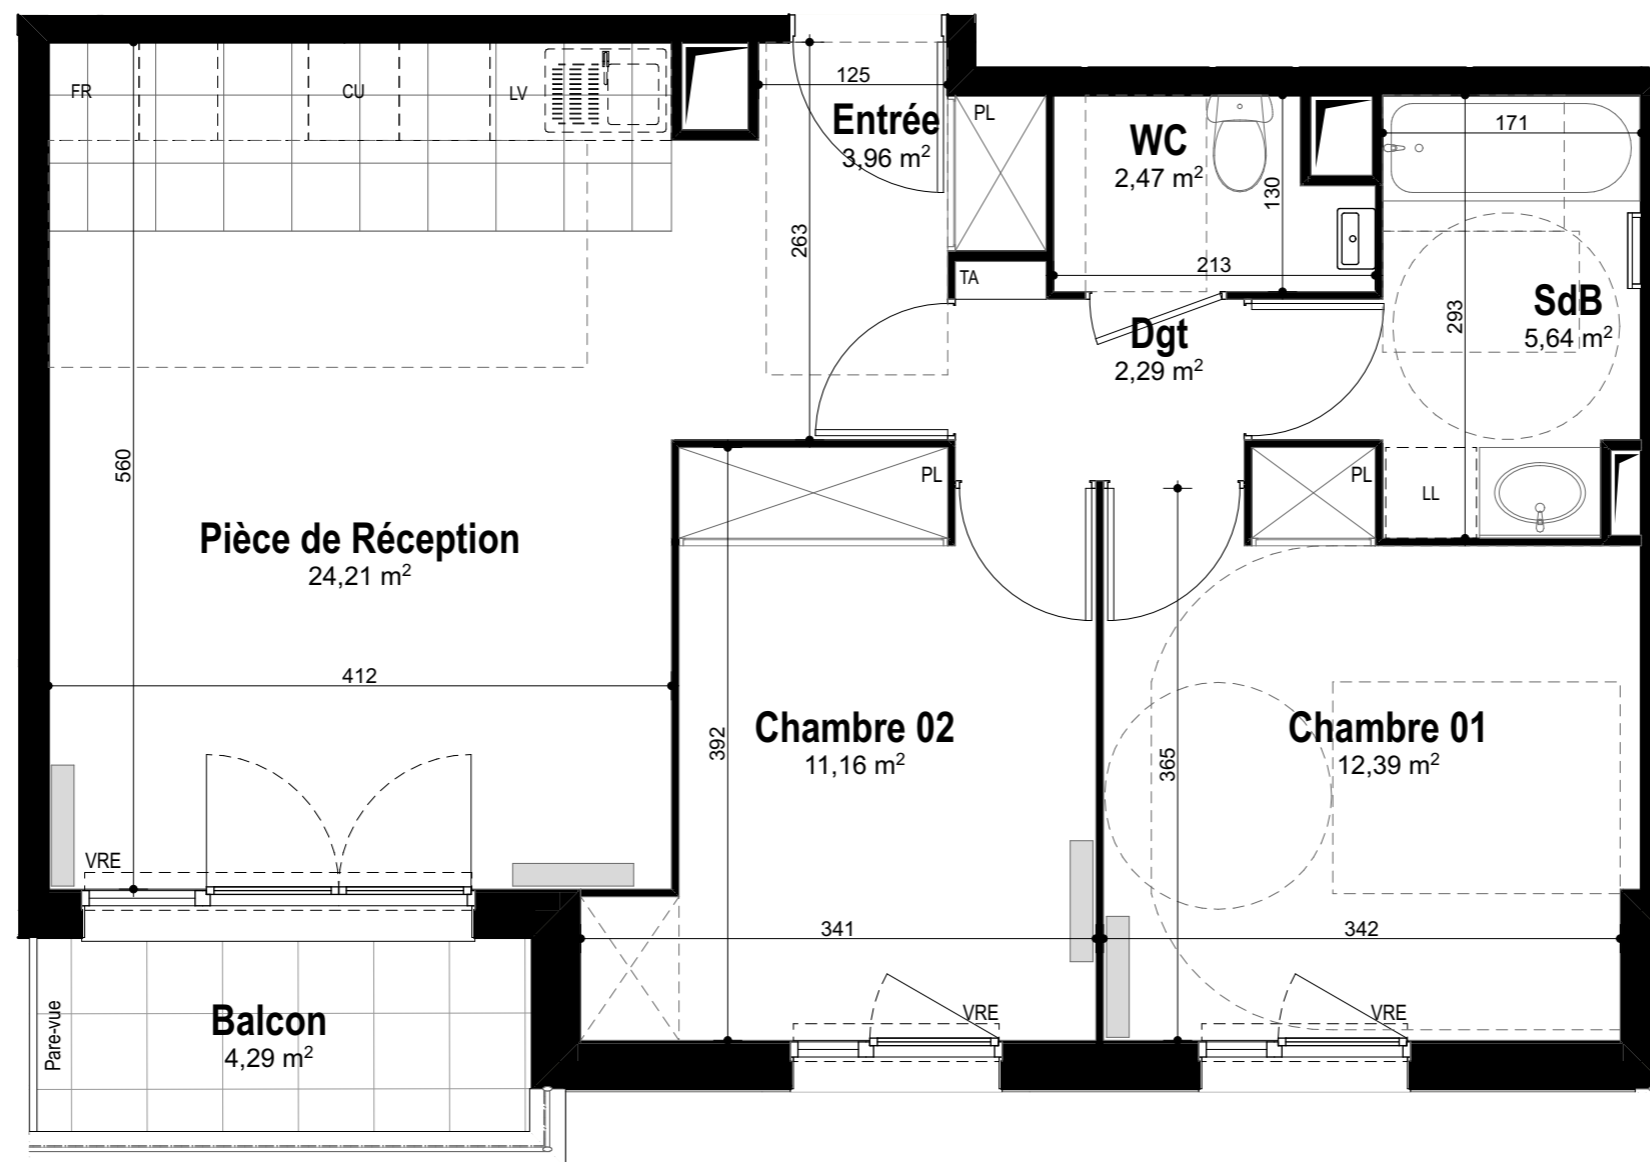 FR
CU
LV
125
Entrée
3,96 m²
PL
WC
2,47 m²
130
171
263
213
TA
Dgt
2,29 m²
293
SdB
5,64 m²
560
PL
PL
LL
Pièce de Réception
24,21 m²
412
392
Chambre 02
11,16 m²
365
Chambre 01
12,39 m²
VRE
341
342
Pare-vue
Balcon
4,29 m²
VRE
VRE